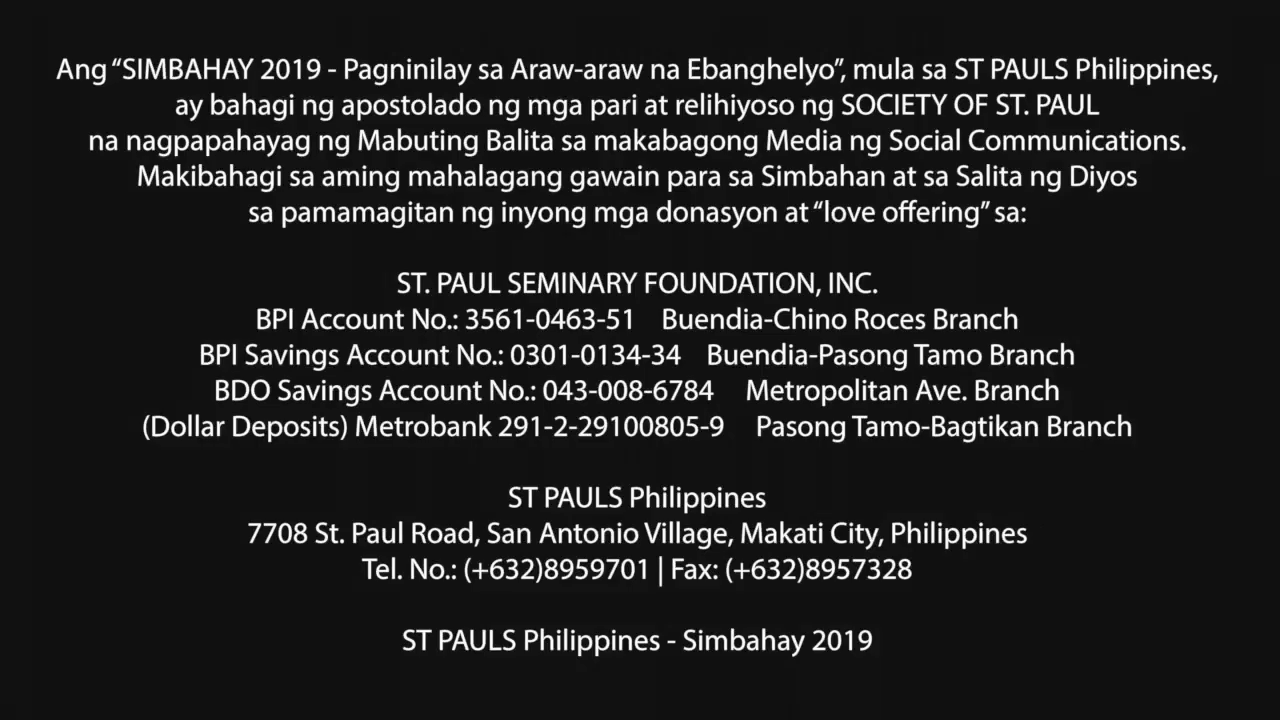 Ang “SIMBAHAY 2019 - Pagninilay sa Araw-araw na Ebanghelyo”, mula sa ST PAULS Philippines,
ay bahagi ng apostolado ng mga pari at relihiyoso ng SOCIETY OF ST. PAUL
na nagpapahayag ng Mabuting Balita sa makabagong Media ng Social Communications.
Makibahagi sa aming mahalagang gawain para sa Simbahan at sa Salita ng Diyos
sa pamamagitan ng inyong mga donasyon at “love offering” sa:
ST. PAUL SEMINARY FOUNDATION, INC.
BPI Account No.: 3561-0463-51 Buendia-Chino Roces Branch
BPI Savings Account No.: 0301-0134-34 Buendia-Pasong Tamo Branch
BDO Savings Account No.: 043-008-6784 Metropolitan Ave. Branch
(Dollar Deposits) Metrobank 291-2-29100805-9 Pasong Tamo-Bagtikan Branch
ST PAULS Philippines
7708 St. Paul Road, San Antonio Village, Makati City, Philippines
Tel. No.: (+632)8959701 | Fax: (+632)8957328
ST PAULS Philippines - Simbahay 2019